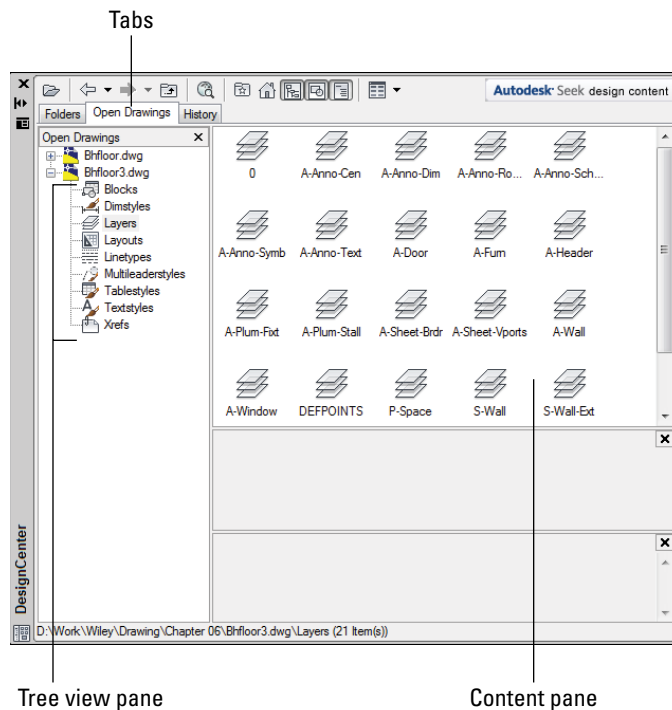 Tabs
Autodesk® Seek design content
Folders Open Drawings History
Open Drawings
Bhfloor.dwg
Bhfloor3.dwg
Blocks
Dimstyles
Layers
Layouts
Linetypes
Multileaderstyles
Tablestyles
Textstyles
Xrefs
0 A-Anno-Cen A-Anno-Dim A-Anno-Ro... A-Anno-Sch...
A-Anno-Symb A-Anno-Text A-Door A-Furn A-Header
A-Plum-Fixt A-Plum-Stall A-Sheet-Brdr A-Sheet-Vports A-Wall
A-Window DEFPOINTS P-Space S-Wall S-Wall-Ext
DesignCenter
D:\Work\Wiley\Drawing\Chapter 06\Bhfloor3.dwg\Layers (21 Item(s))
Tree view pane
Content pane